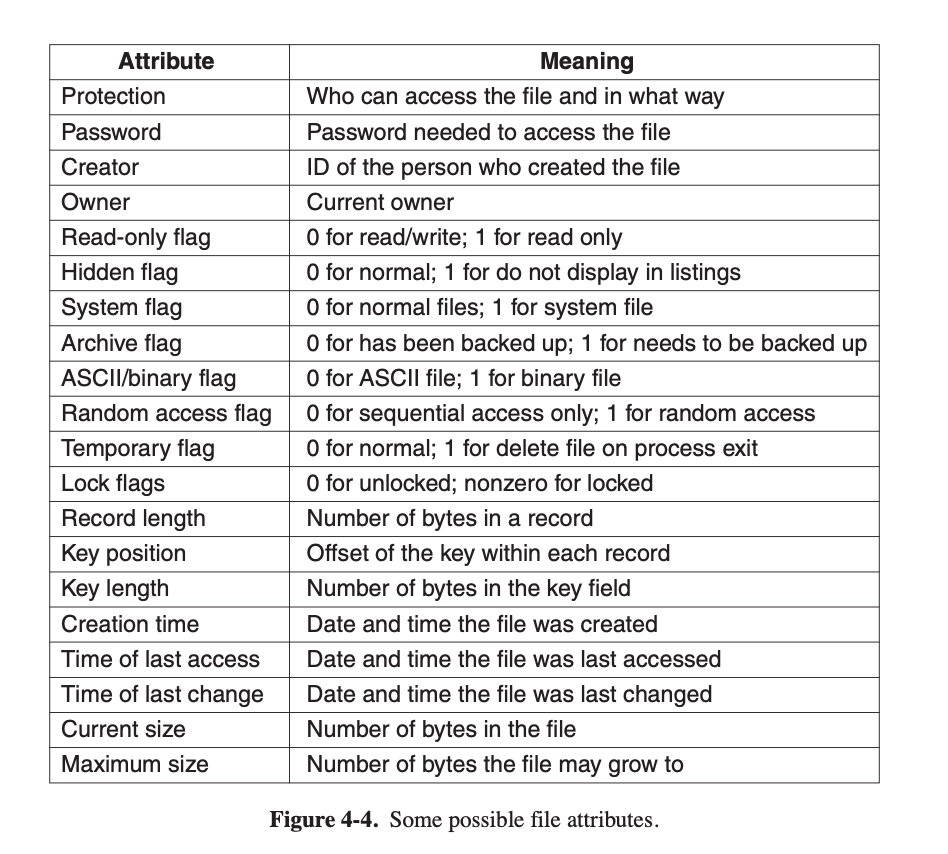 Attribute Meaning
Protection Who can access the file and in what way
Password Password needed to access the file
Creator ID of the person who created the file
Owner Current owner
Read-only flag 0 for read/write; 1 for read only
Hidden flag 0 for normal; 1 for do not display in listings
System flag 0 for normal files; 1 for system file
Archive flag 0 for has been backed up; 1 for needs to be backed up
ASCII/binary flag 0 for ASCII file; 1 for binary file
Random access flag 0 for sequential access only; 1 for random access
Temporary flag 0 for normal; 1 for delete file on process exit
Lock flags 0 for unlocked; nonzero for locked
Record length Number of bytes in a record
Key position Offset of the key within each record
Key length Number of bytes in the key field
Creation time Date and time the file was created
Time of last access Date and time the file was last accessed
Time of last change Date and time the file was last changed
Current size Number of bytes in the file
Maximum size Number of bytes the file may grow to
Figure 4-4. Some possible file attributes.